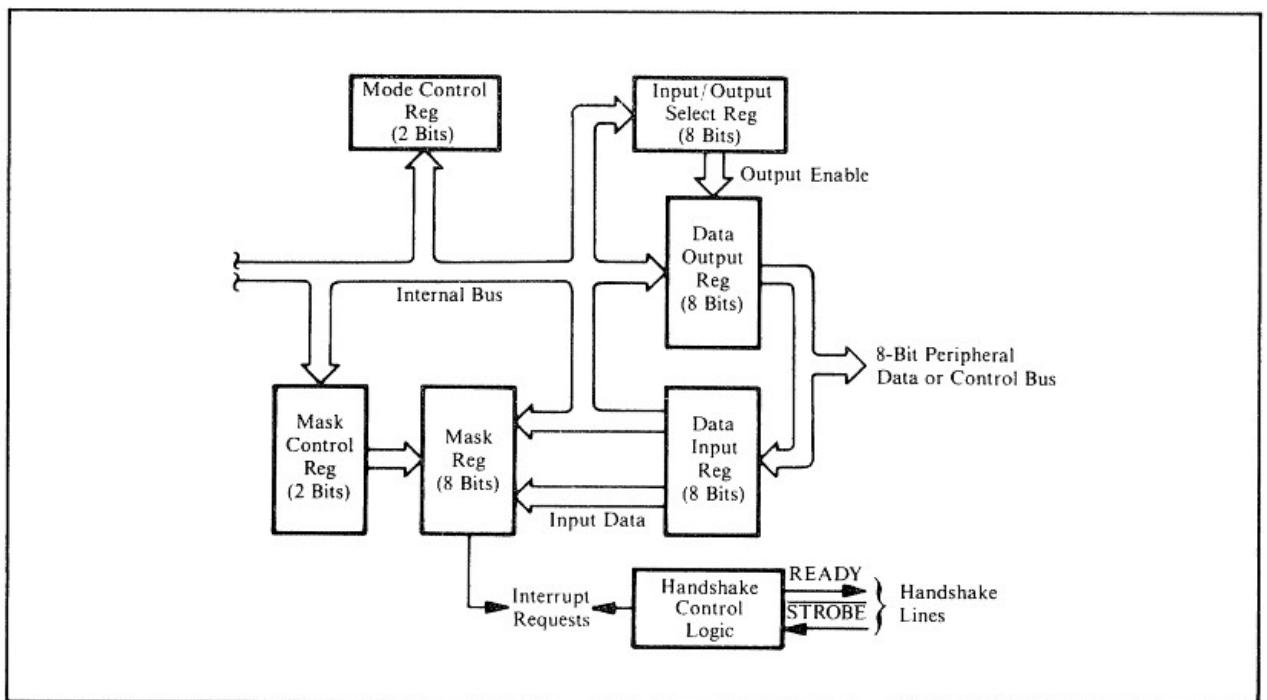 Mode Control
Reg
(2 Bits)
Input/Output
Select Reg
(8 Bits)
Output Enable
Data
Output
Reg
(8 Bits)
Internal Bus
8-Bit Peripheral
Data or Control Bus
Mask
Control
Reg
(2 Bits)
Mask
Reg
(8 Bits)
Data
Input
Reg
(8 Bits)
Input Data
Interrupt
Requests
Handshake
Control
Logic
READY
STROBE
Handshake
Lines